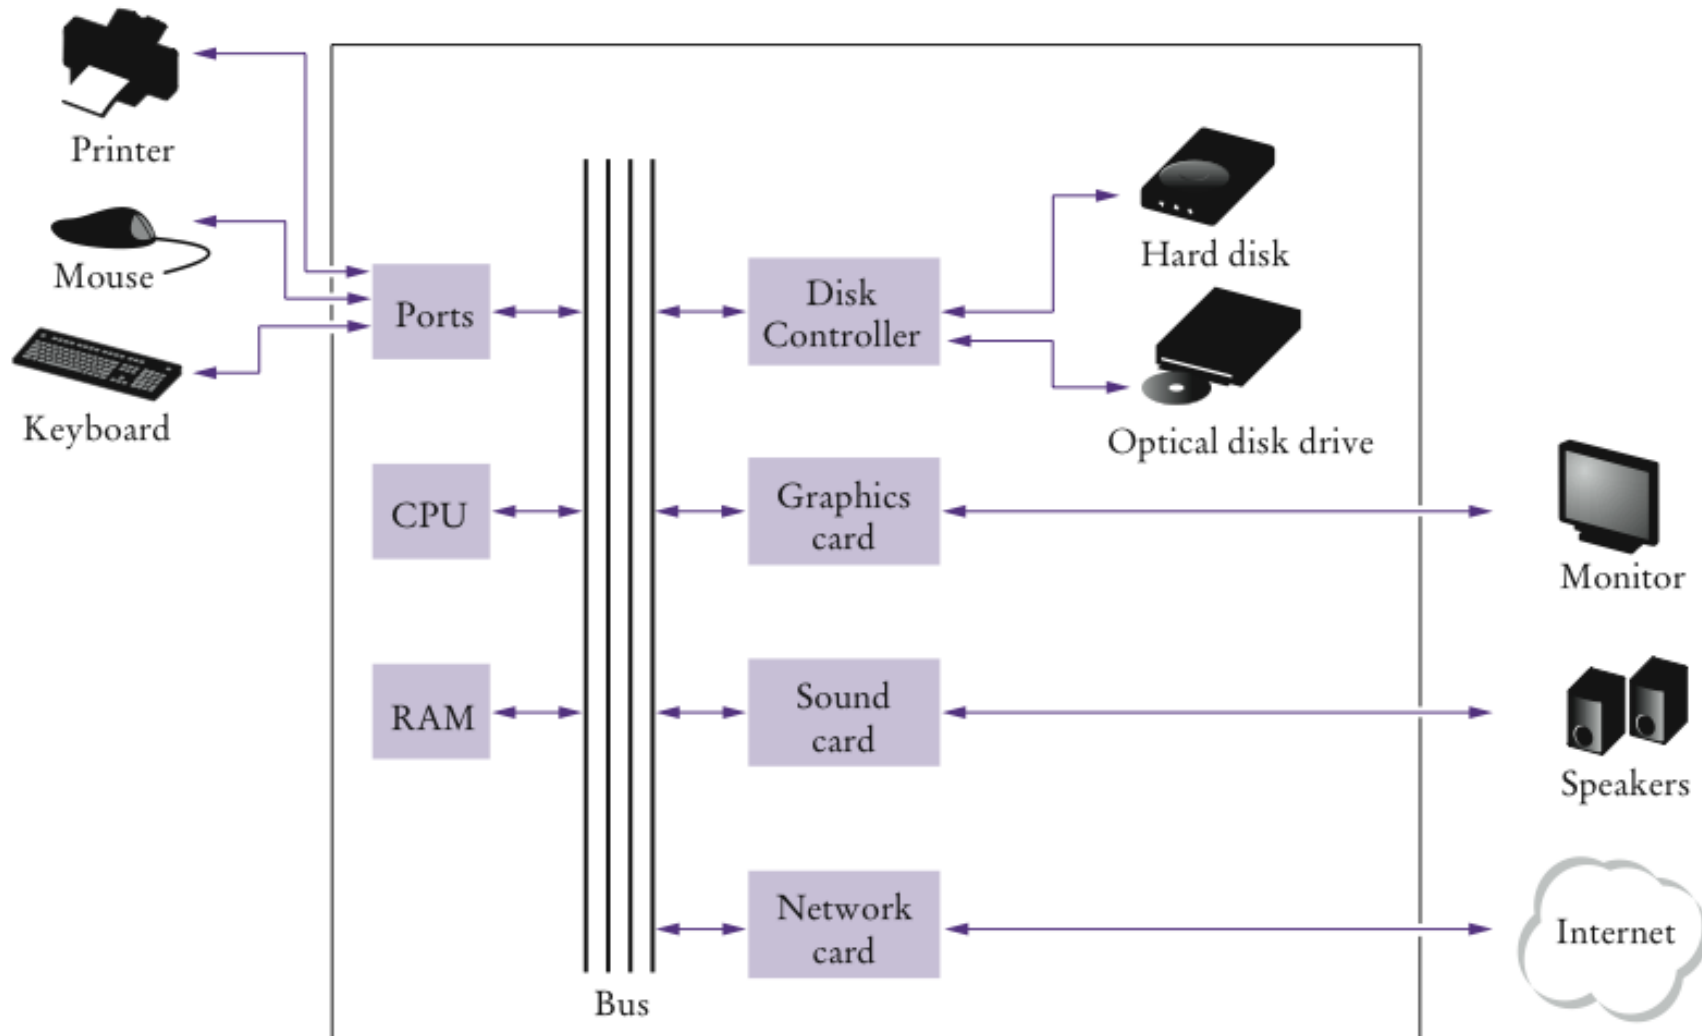 Printer
Mouse
Keyboard
Ports
CPU
RAM
Bus
Disk
Controller
Graphics
card
Sound
card
Network
card
Hard disk
Optical disk drive
Monitor
Speakers
Internet